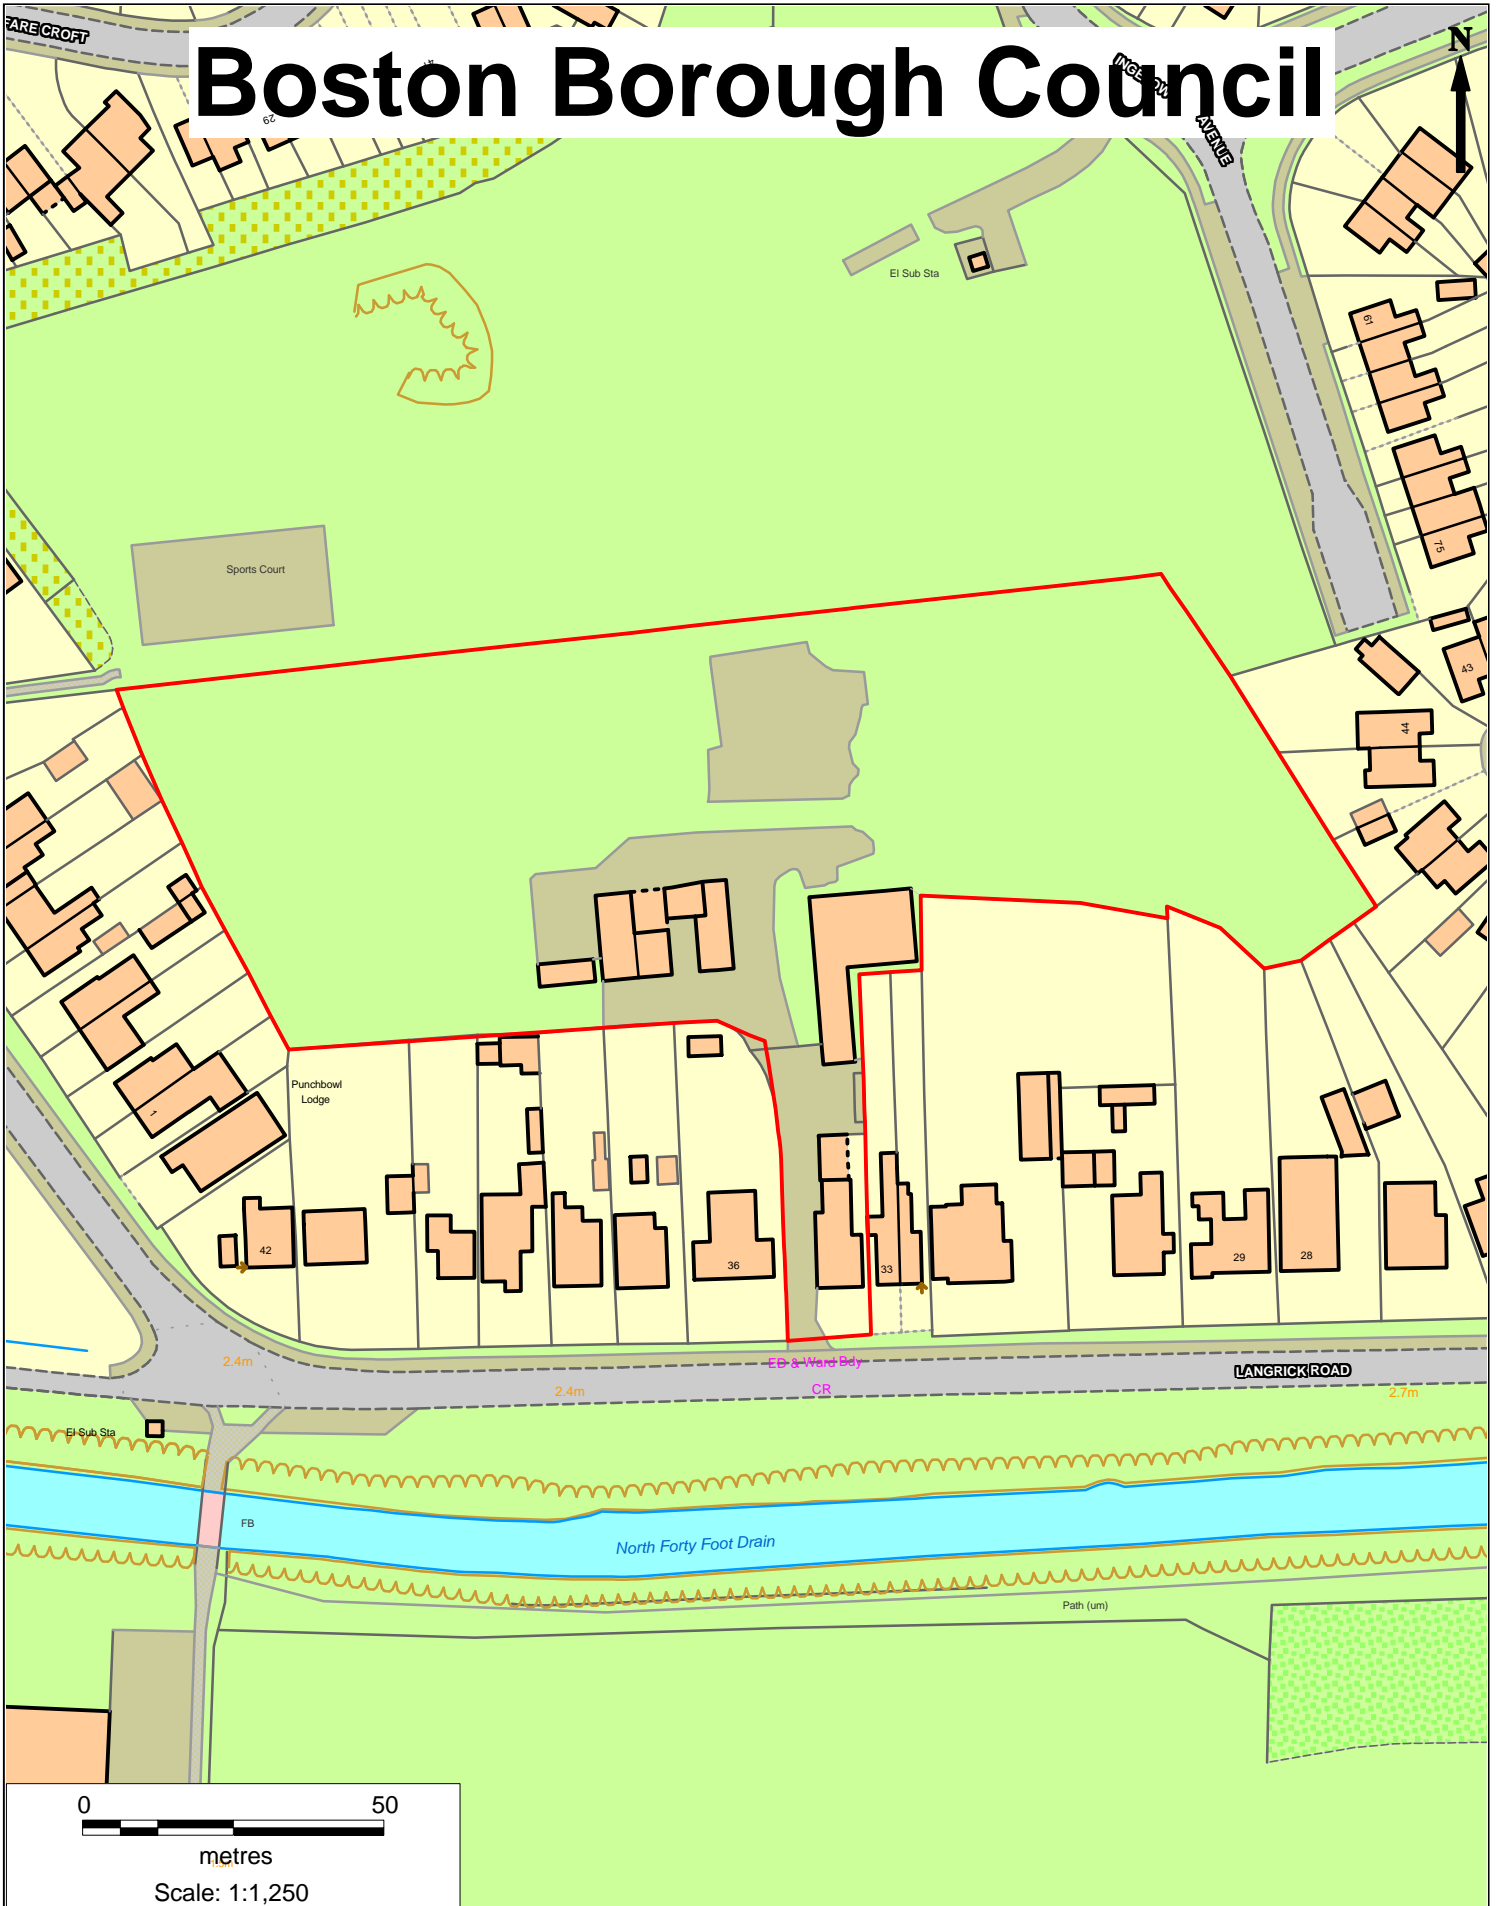 FARE CROFT
Boston Borough Council
N
29
INGELOW
AVENUE
El Sub Sta
61
75
Sports Court
43
44
Punchbowl
Lodge
1
42
36
33
29
28
2.4m
ED & Ward Bdy
LANGRICK ROAD
2.4m
CR
2.7m
El Sub Sta
FB
North Forty Foot Drain
Path (um)
0 50
metres
Scale: 1:1,250